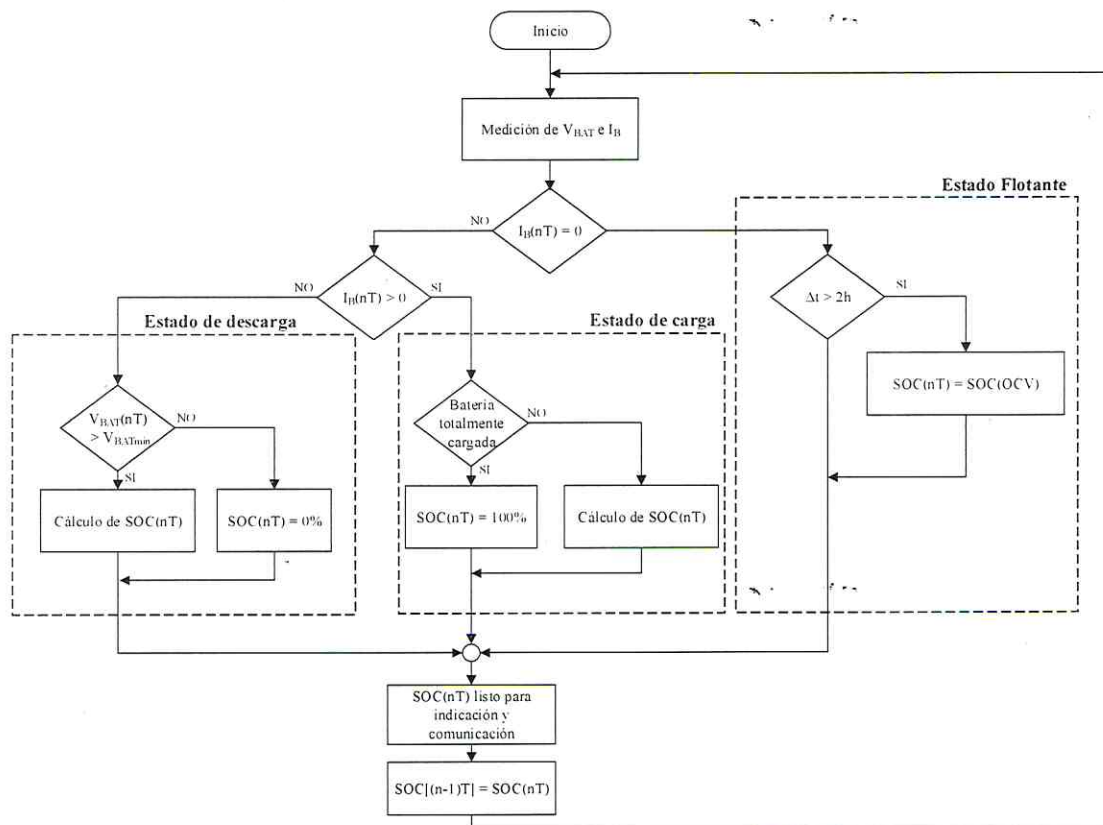 Inicio
Medición de V_BAT e I_B
Estado Flotante
I_B(nT) = 0
NO
I_B(nT) > 0
NO
SI
Δt > 2h
SI
SOC(nT) = SOC(OCV)
Estado de descarga
V_BAT(nT)
> V_BATmin
NO
SI
Cálculo de SOC(nT)
SOC(nT) = 0%
Estado de carga
Bateria
totalmente
cargada
NO
SI
SOC(nT) = 100%
Cálculo de SOC(nT)
SOC(nT) listo para
indicación y
comunicación
SOC|(n-1)T| = SOC(nT)